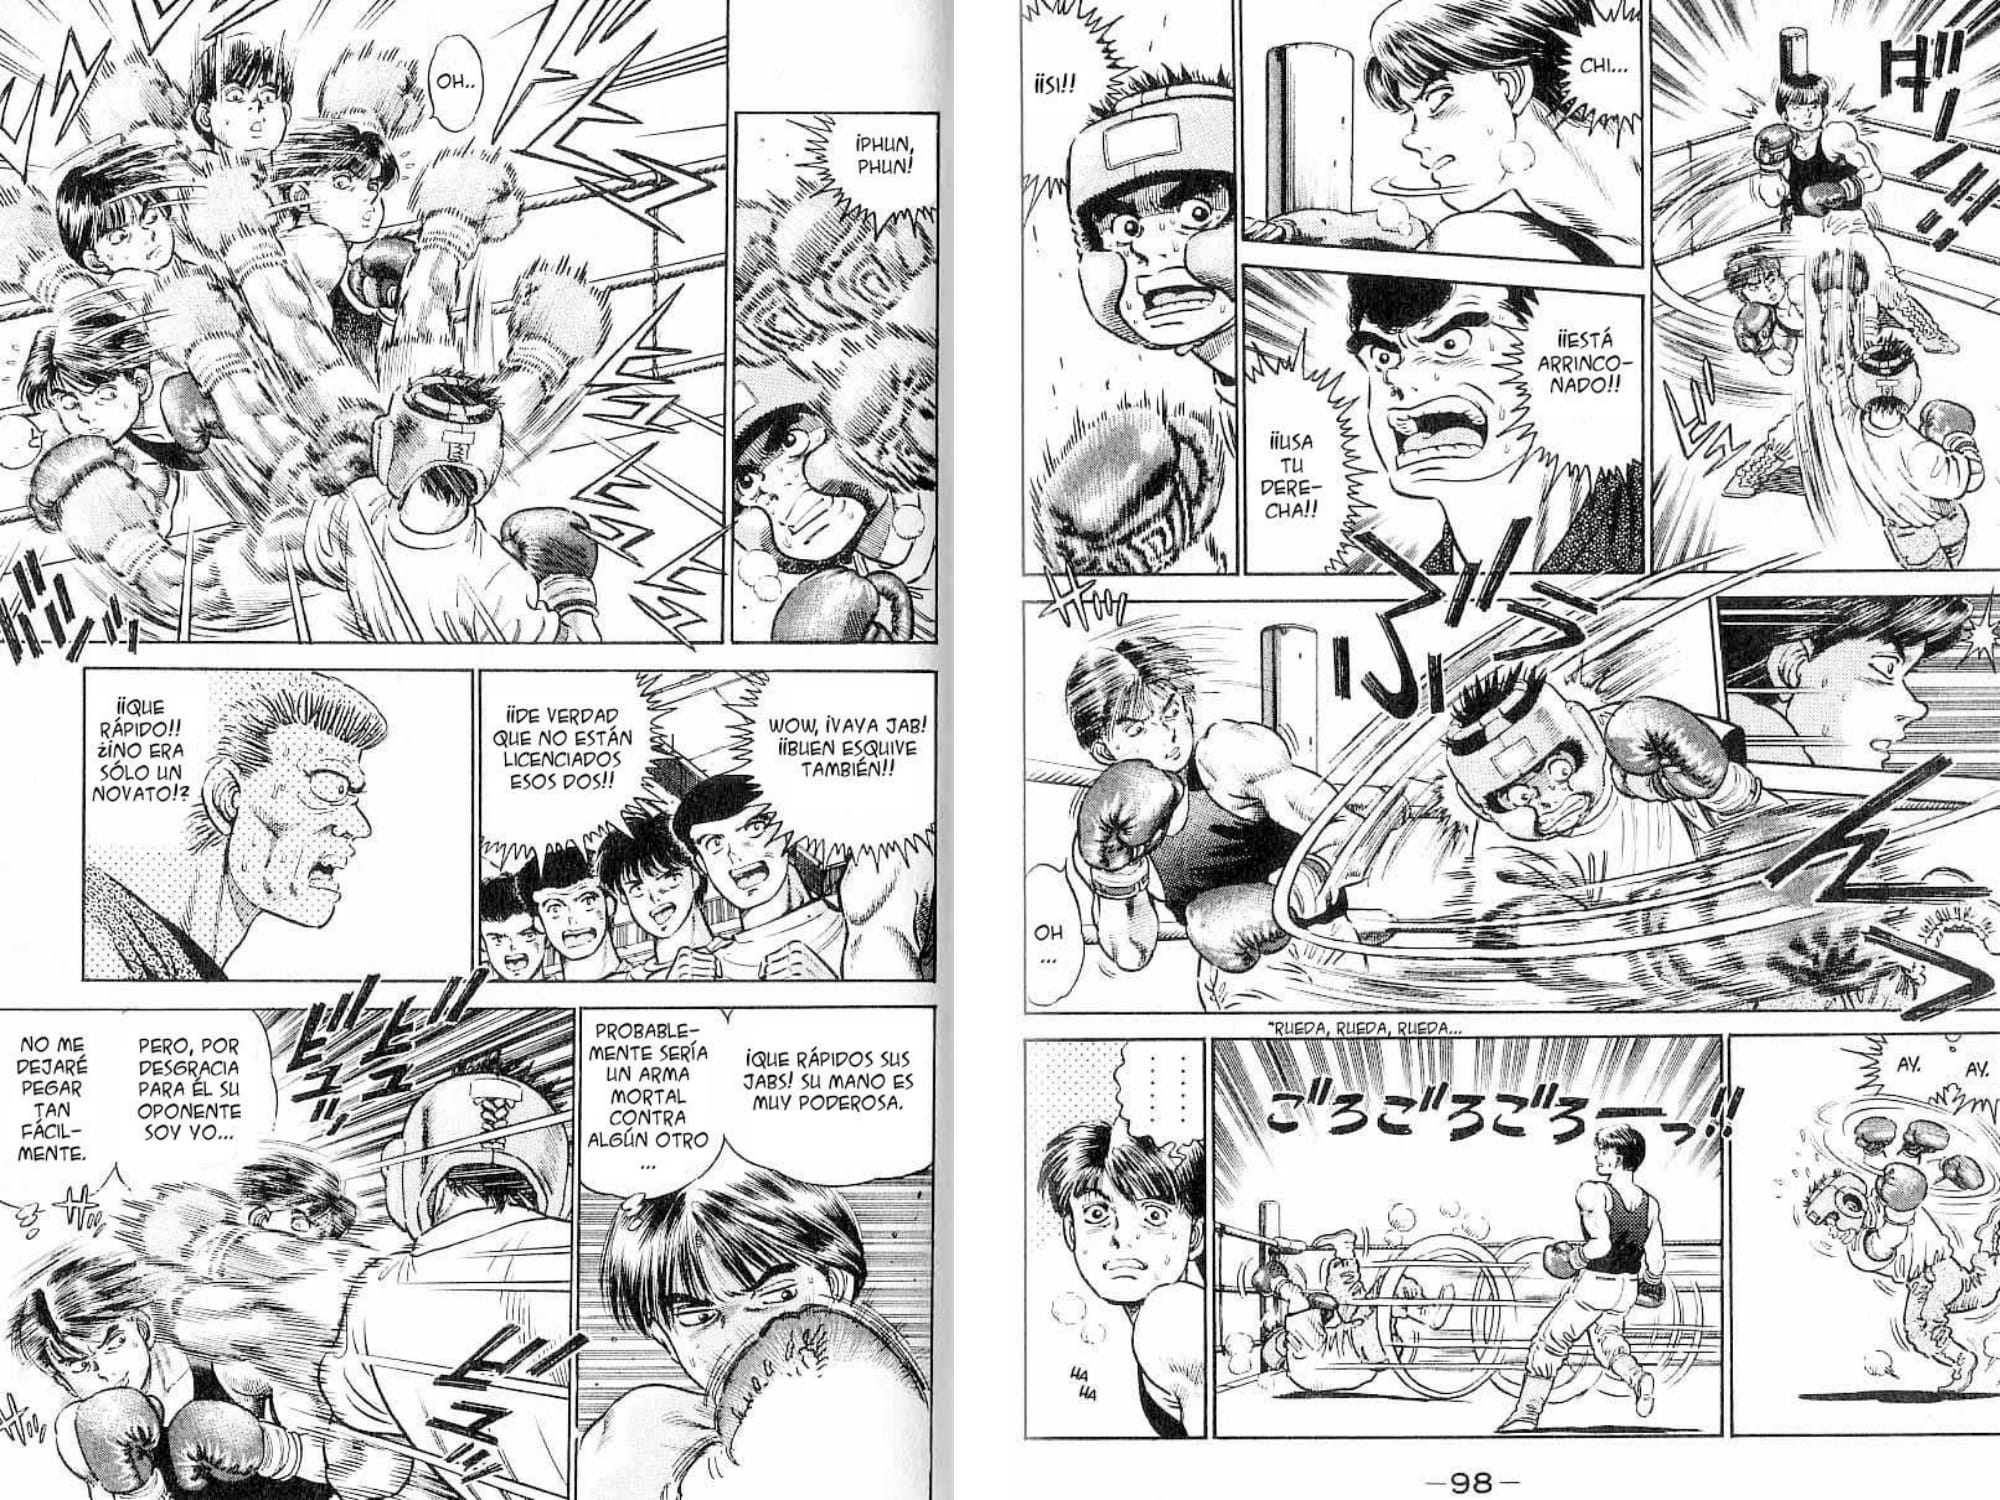 CHI...
¡¡SI!!
¡¡ESTÁ
ARRINCO-
NADO!!
¡¡USA
TU
DERE-
CHA!!
OH
...
AY.
AY.
"RUEDA, RUEDA, RUEDA...
ごろごろごろーっ!!
......
HA
HA
—98—
¡PHUN,
PHUN!
OH..
WOW, ¡VAYA JAB!
¡¡BUEN ESQUIVE
TAMBIÉN!!
¡¡DE VERDAD
QUE NO ESTÁN
LICENCIADOS
ESOS DOS!!
¡¡QUE
RÁPIDO!!
¿¡NO ERA
SÓLO UN
NOVATO!?
¡QUE RÁPIDOS SUS
JABS! SU MANO ES
MUY PODEROSA.
PROBABLE-
MENTE SERÍA
UN ARMA
MORTAL
CONTRA
ALGÚN OTRO
...
PERO, POR
DESGRACIA
PARA ÉL SU
OPONENTE
SOY YO...
NO ME
DEJARÉ
PEGAR
TAN
FÁCIL-
MENTE.